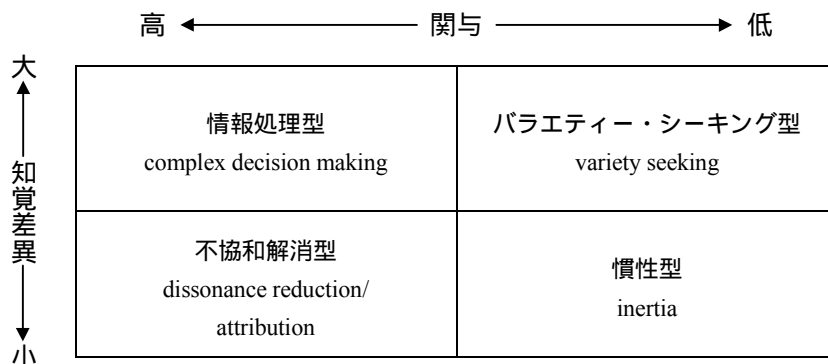 高 関与 低
大
知覚差異
小
情報処理型
complex decision making
バラエティー・シーキング型
variety seeking
不協和解消型
dissonance reduction/
attribution
慣性型
inertia